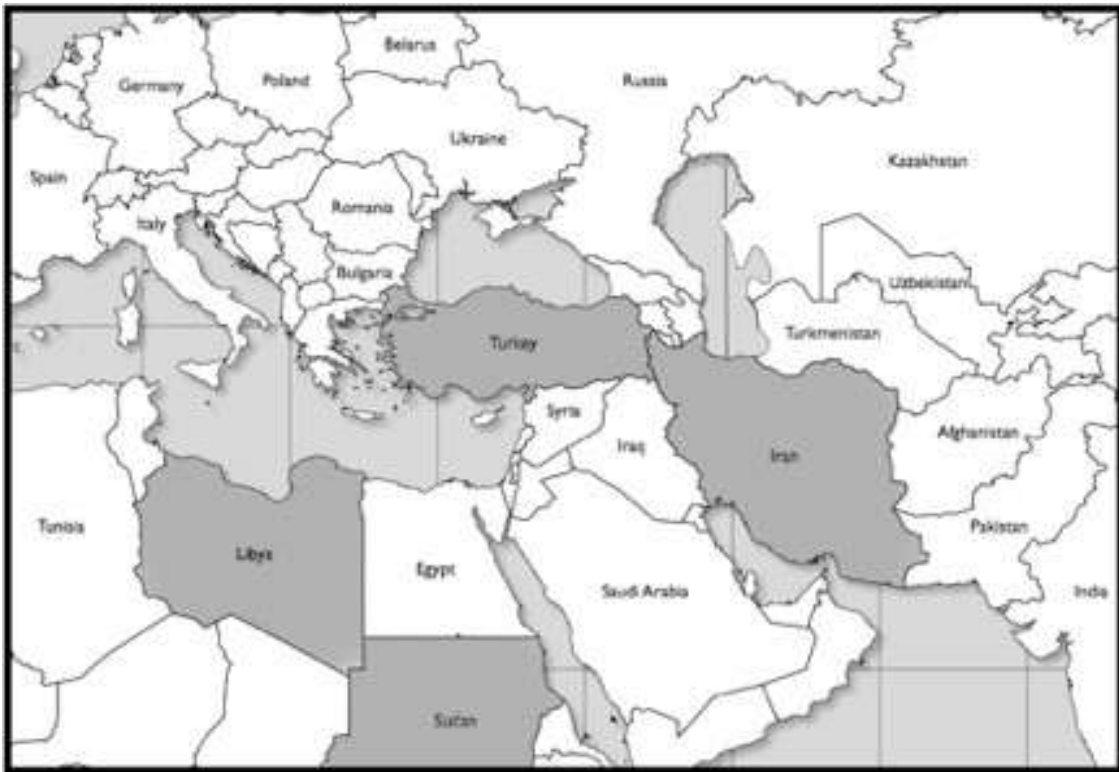 Belarus
Russia
Germany
Poland
Ukraine
Kazakhstan
Spain
Romania
Italy
Bulgaria
Uzbekistan
Turkmenistan
Turkey
Syria
Iraq
Afghanistan
Iran
Tunisia
Pakistan
Libya
Egypt
Saudi Arabia
India
Sudan